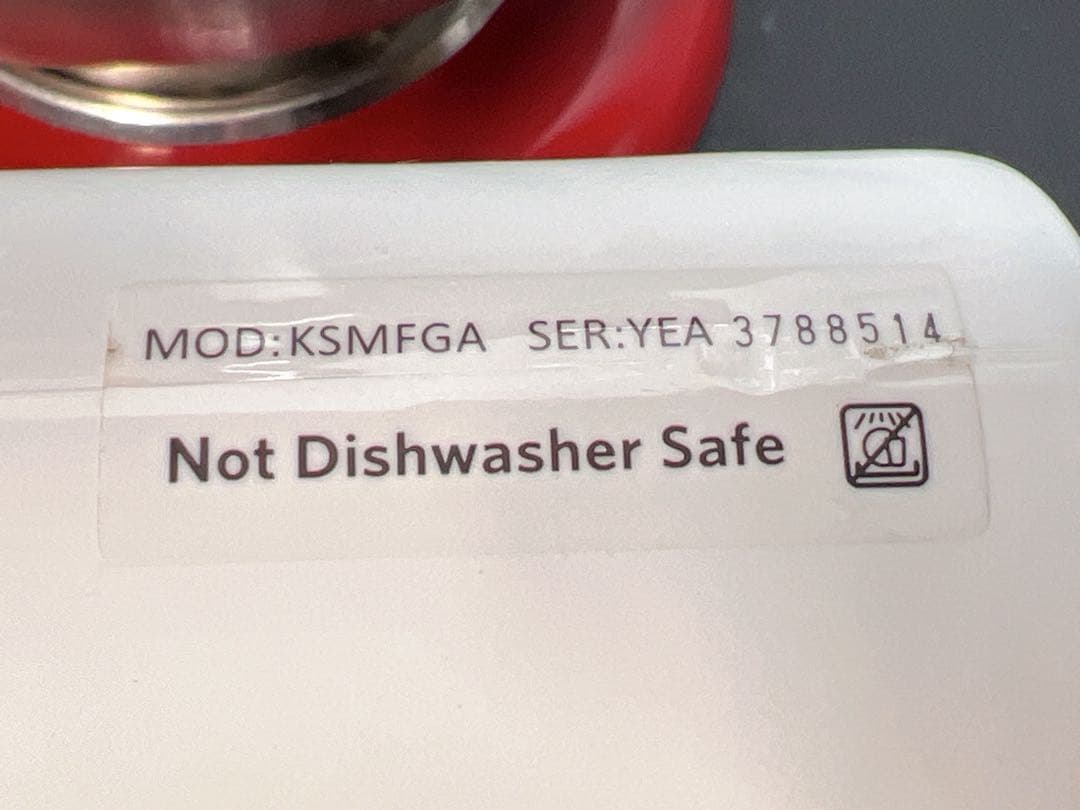 MOD:KSMFGA SER:YEA 3788514
Not Dishwasher Safe